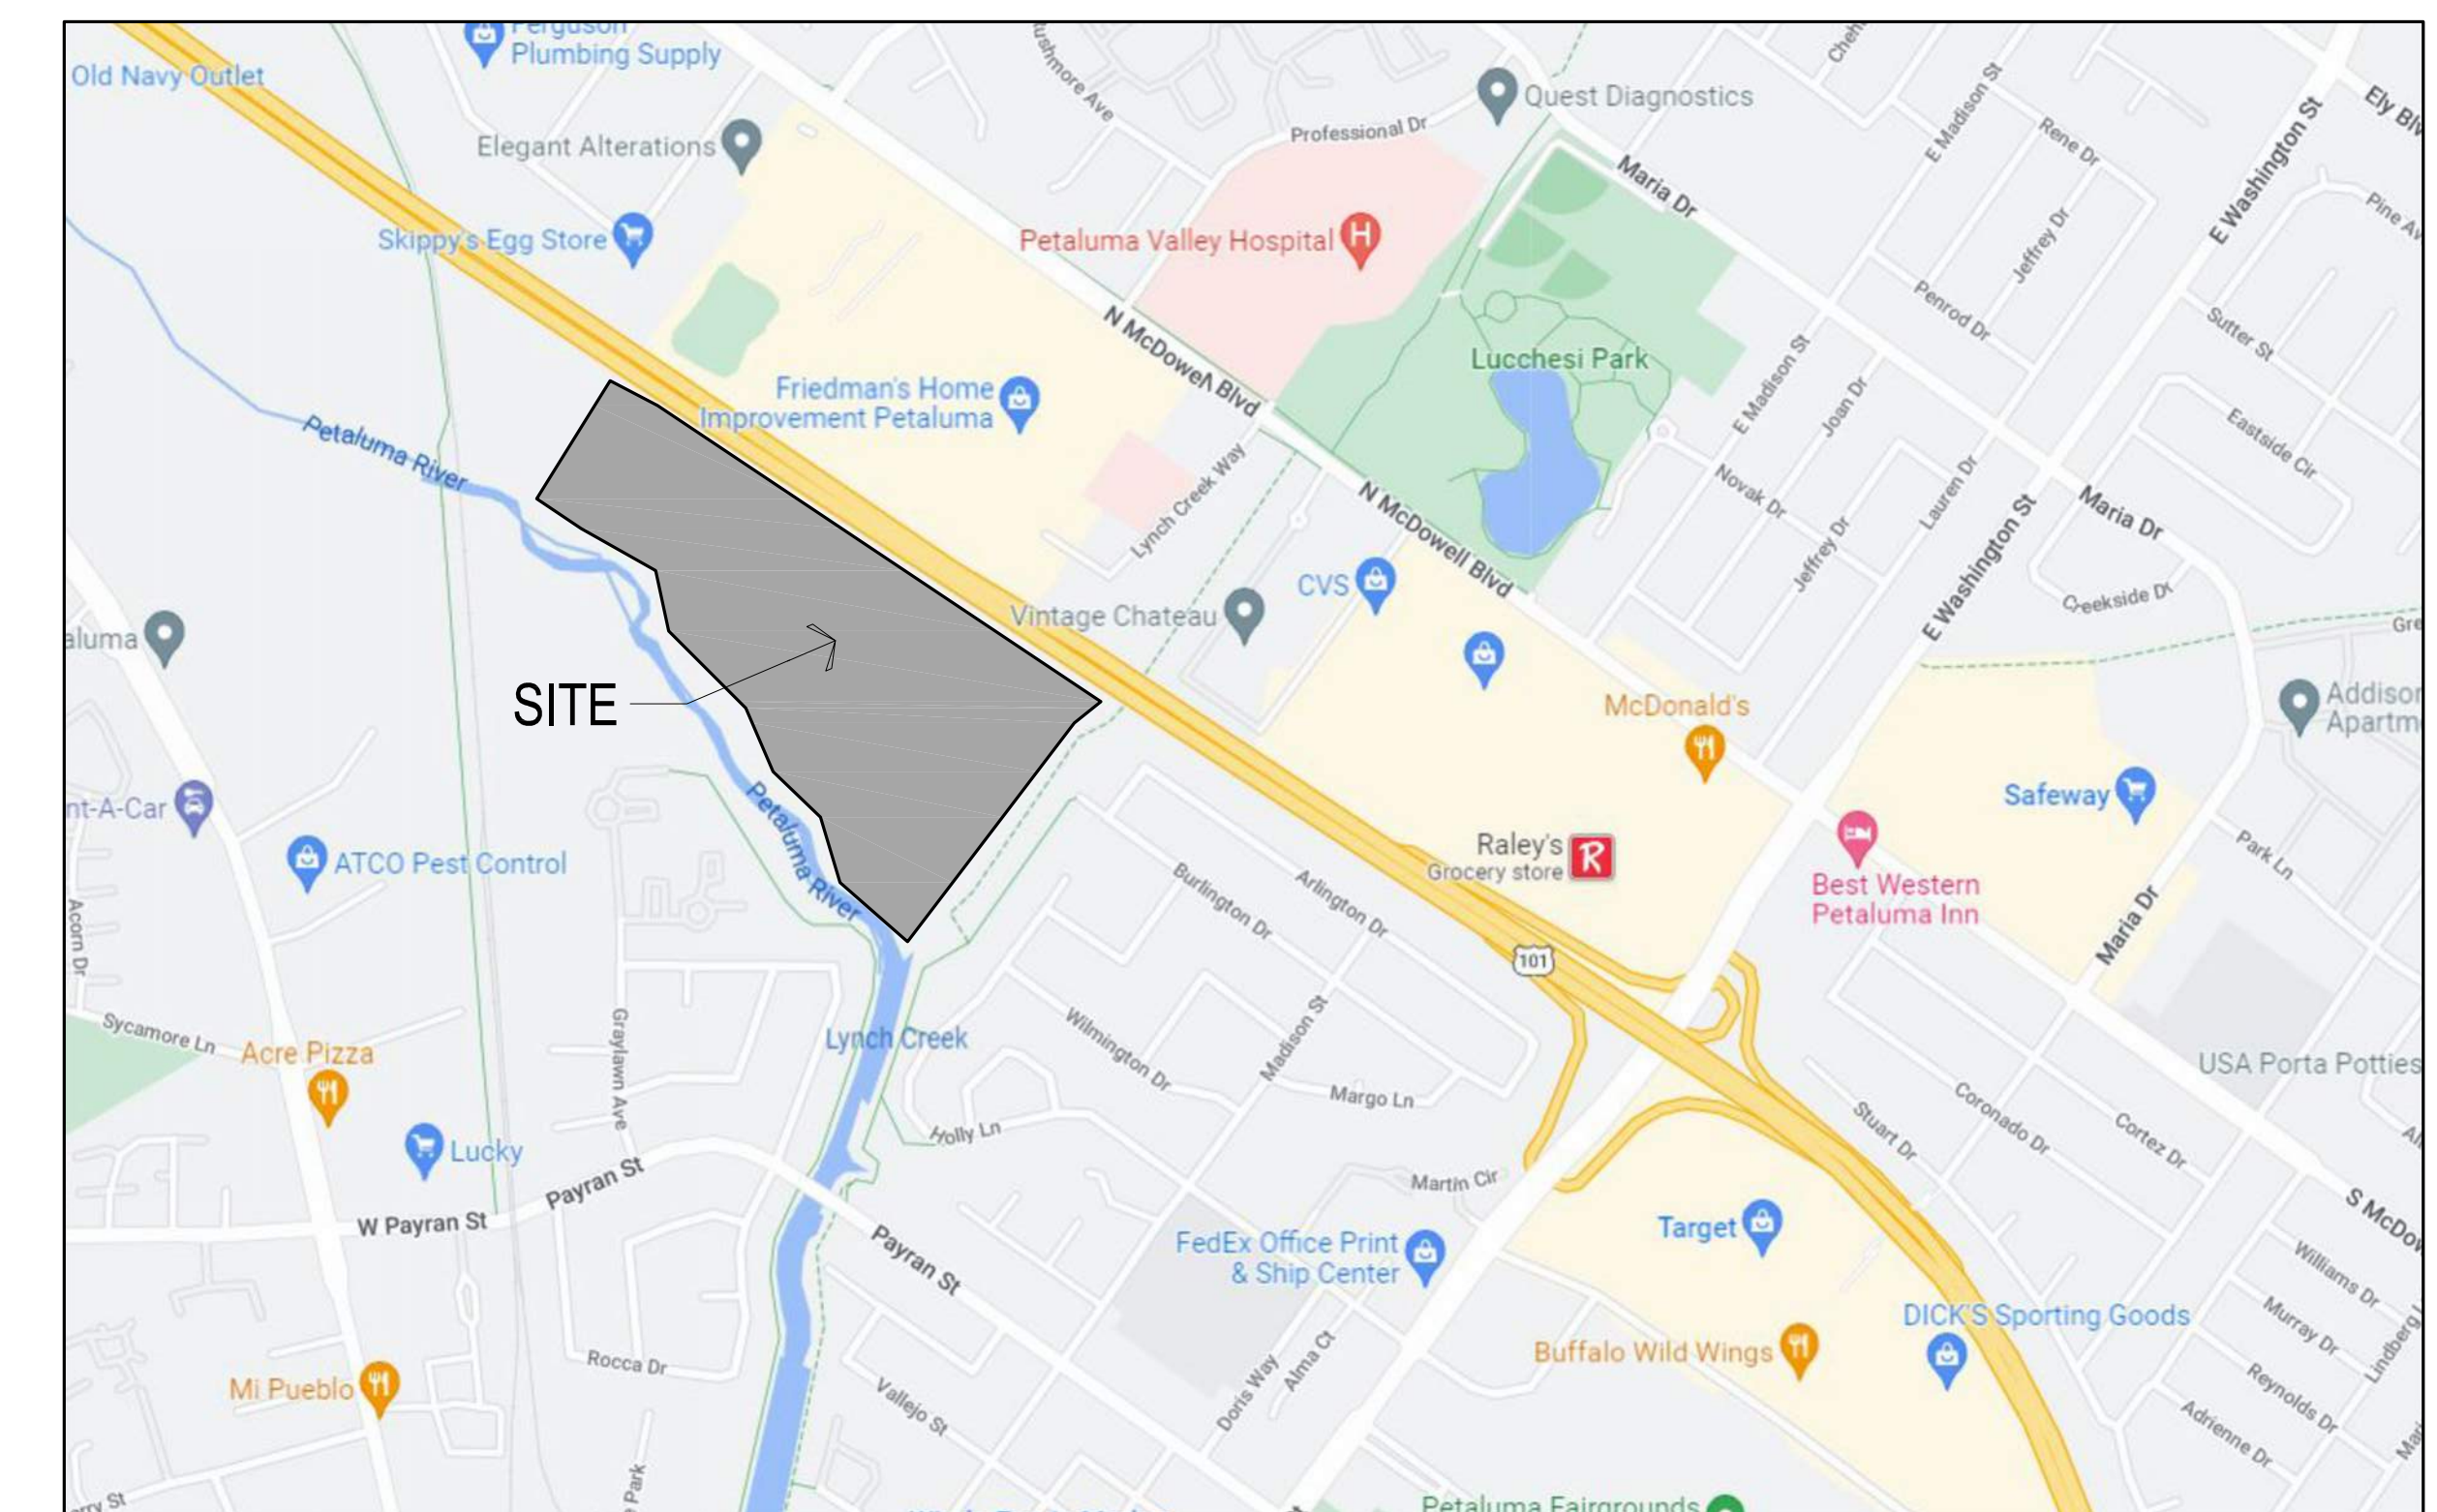 Ferguson
Plumbing Supply
Old Navy Outlet
Elegant Alterations
Skippy's Egg Store
Rushmore Ave
Professional Dr
Quest Diagnostics
Petaluma Valley Hospital
H
Maria Dr
E Madison St
Rene Dr
Jeffrey Dr
E Washington St
Pine Av
Penrod Dr
Sutter St
N McDowell Blvd
Lucchesi Park
Friedman's Home
Improvement Petaluma
Petaluma River
Lynch Creek Way
N McDowell Blvd
E Madison St
Joan Dr
Novak Dr
Jeffrey Dr
Lauren Dr
E Washington St
Maria Dr
Eastside Cir
Creekside Dr
Gre
CVS
Vintage Chateau
aluma
SITE
McDonald's
Addison
Apartm
Safeway
nt-A-Car
ATCO Pest Control
Petaluma River
Raley's
Grocery store
R
Best Western
Petaluma Inn
Park Ln
Maria Dr
Burlington Dr
Arlington Dr
101
Acorn Dr
Sycamore Ln
Acre Pizza
Graylawn Ave
Lynch Creek
Wilmington Dr
Madison St
Margo Ln
Holly Ln
USA Porta Potties
Coronado Dr
Cortez Dr
Stuart Dr
Lucky
W Payran St
Payran St
Payran St
Martin Cir
FedEx Office Print
& Ship Center
Target
S McDow
Williams Dr
Murray Dr
Lindberg
Reynolds Dr
Adrienne Dr
DICK'S Sporting Goods
Buffalo Wild Wings
Rocca Dr
Mi Pueblo
Vallejo St
Doris Way
Alma Ct
Park
Petaluma Fairgrounds